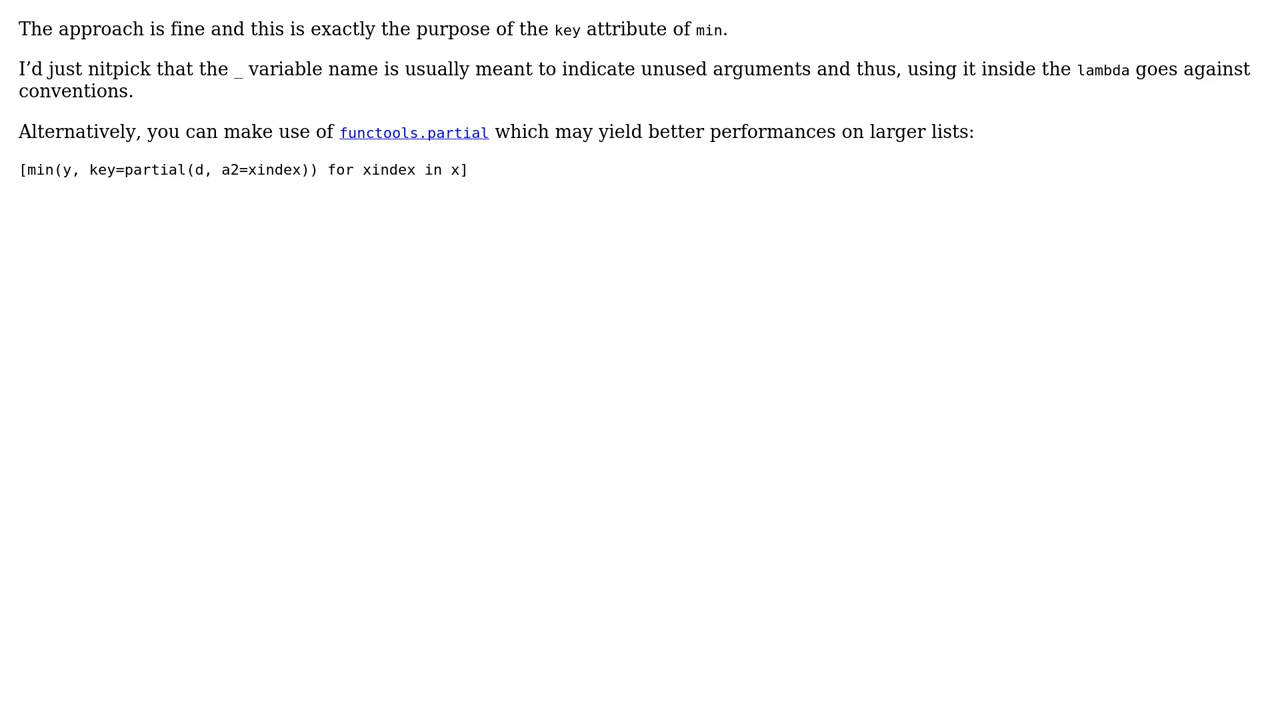 The approach is fine and this is exactly the purpose of the key attribute of min.
I’d just nitpick that the _ variable name is usually meant to indicate unused arguments and thus, using it inside the lambda goes against
conventions.
Alternatively, you can make use of functools.partial which may yield better performances on larger lists:
[min(y, key=partial(d, a2=xindex)) for xindex in x]